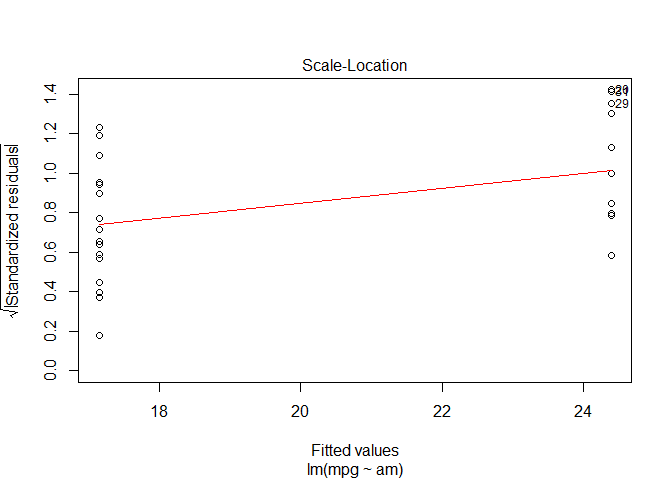 Scale-Location
1.4
1.2
1.0
0.8
0.6
0.4
0.2
0.0
√|Standardized residuals|
31
29
18 20 22 24
Fitted values
lm(mpg ~ am)